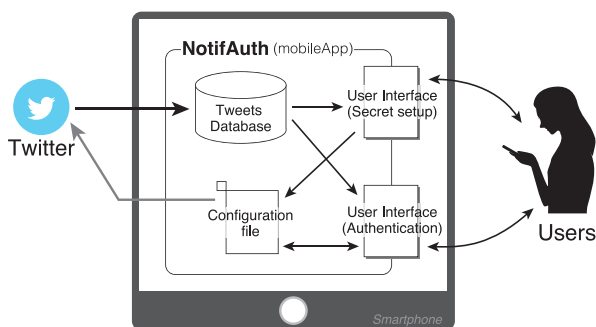 NotifAuth (mobileApp)
Twitter
Tweets
Database
User Interface
(Secret setup)
Configuration
file
User Interface
(Authentication)
Users
Smartphone